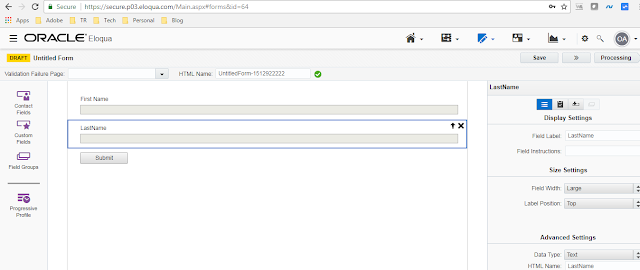 Secure https://secure.p03.eloqua.com/Main.aspx#forms&id=64
Apps Adobe TR Tech Personal Blog Other
ORACLE Eloqua OA
DRAFT Untitled Form Save Processing
Validation Failure Page: HTML Name: UntitledForm-1512922222
LastName
Contact Fields
Custom Fields
Field Groups
Progressive Profile
First Name
LastName
Submit
Display Settings
Field Label: LastName
Field Instructions:
Size Settings
Field Width: Large
Label Position: Top
Advanced Settings
Data Type: Text
HTML Name: LastName